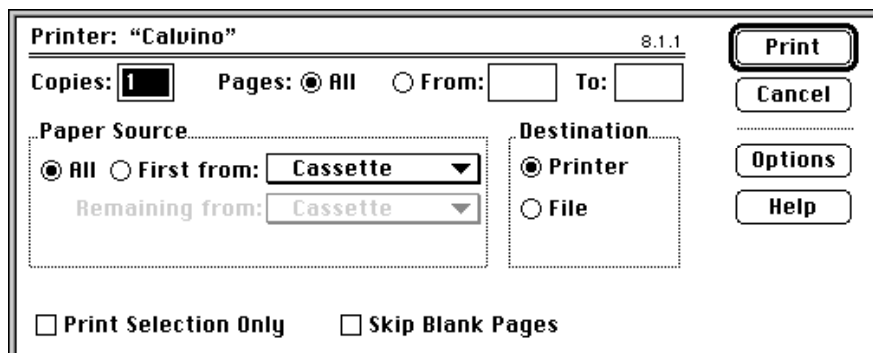 Printer: “Calvino” 8.1.1 Print
Copies: 1 Pages: All From: To: Cancel
Paper Source Destination
All First from: Cassette Printer Options
Remaining from: Cassette File Help
Print Selection Only Skip Blank Pages